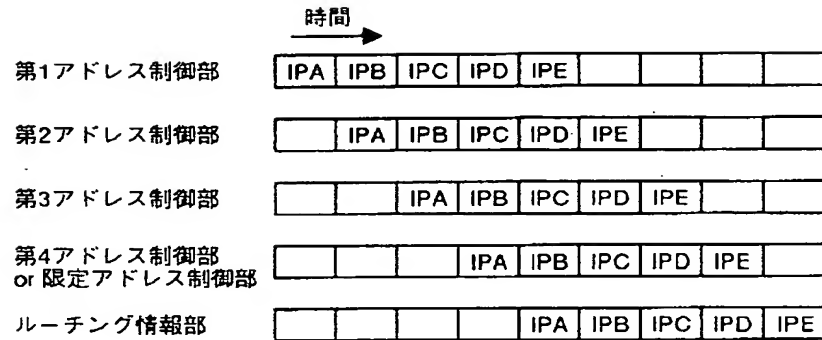 時間
第1アドレス制御部 IPA IPB IPC IPD IPE
第2アドレス制御部 IPA IPB IPC IPD IPE
第3アドレス制御部 IPA IPB IPC IPD IPE
第4アドレス制御部
or 限定アドレス制御部 IPA IPB IPC IPD IPE
ルーチング情報部 IPA IPB IPC IPD IPE